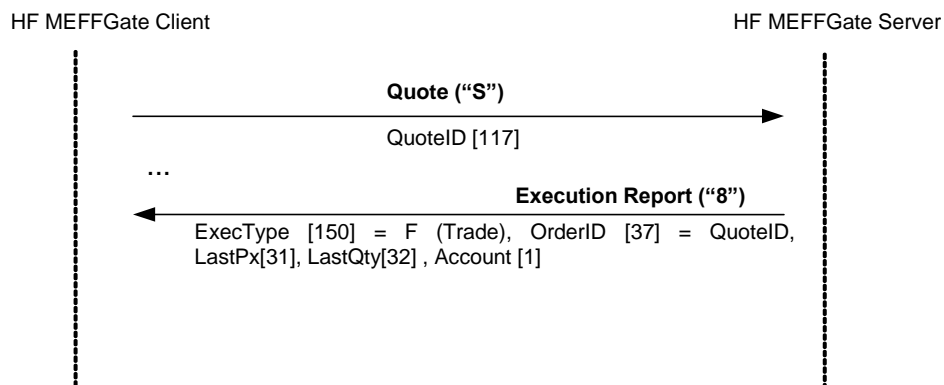 HF MEFFGate Client
HF MEFFGate Server
Quote (“S”)
QuoteID [117]
...
Execution Report (“8”)
ExecType [150] = F (Trade), OrderID [37] = QuoteID,
LastPx[31], LastQty[32] , Account [1]